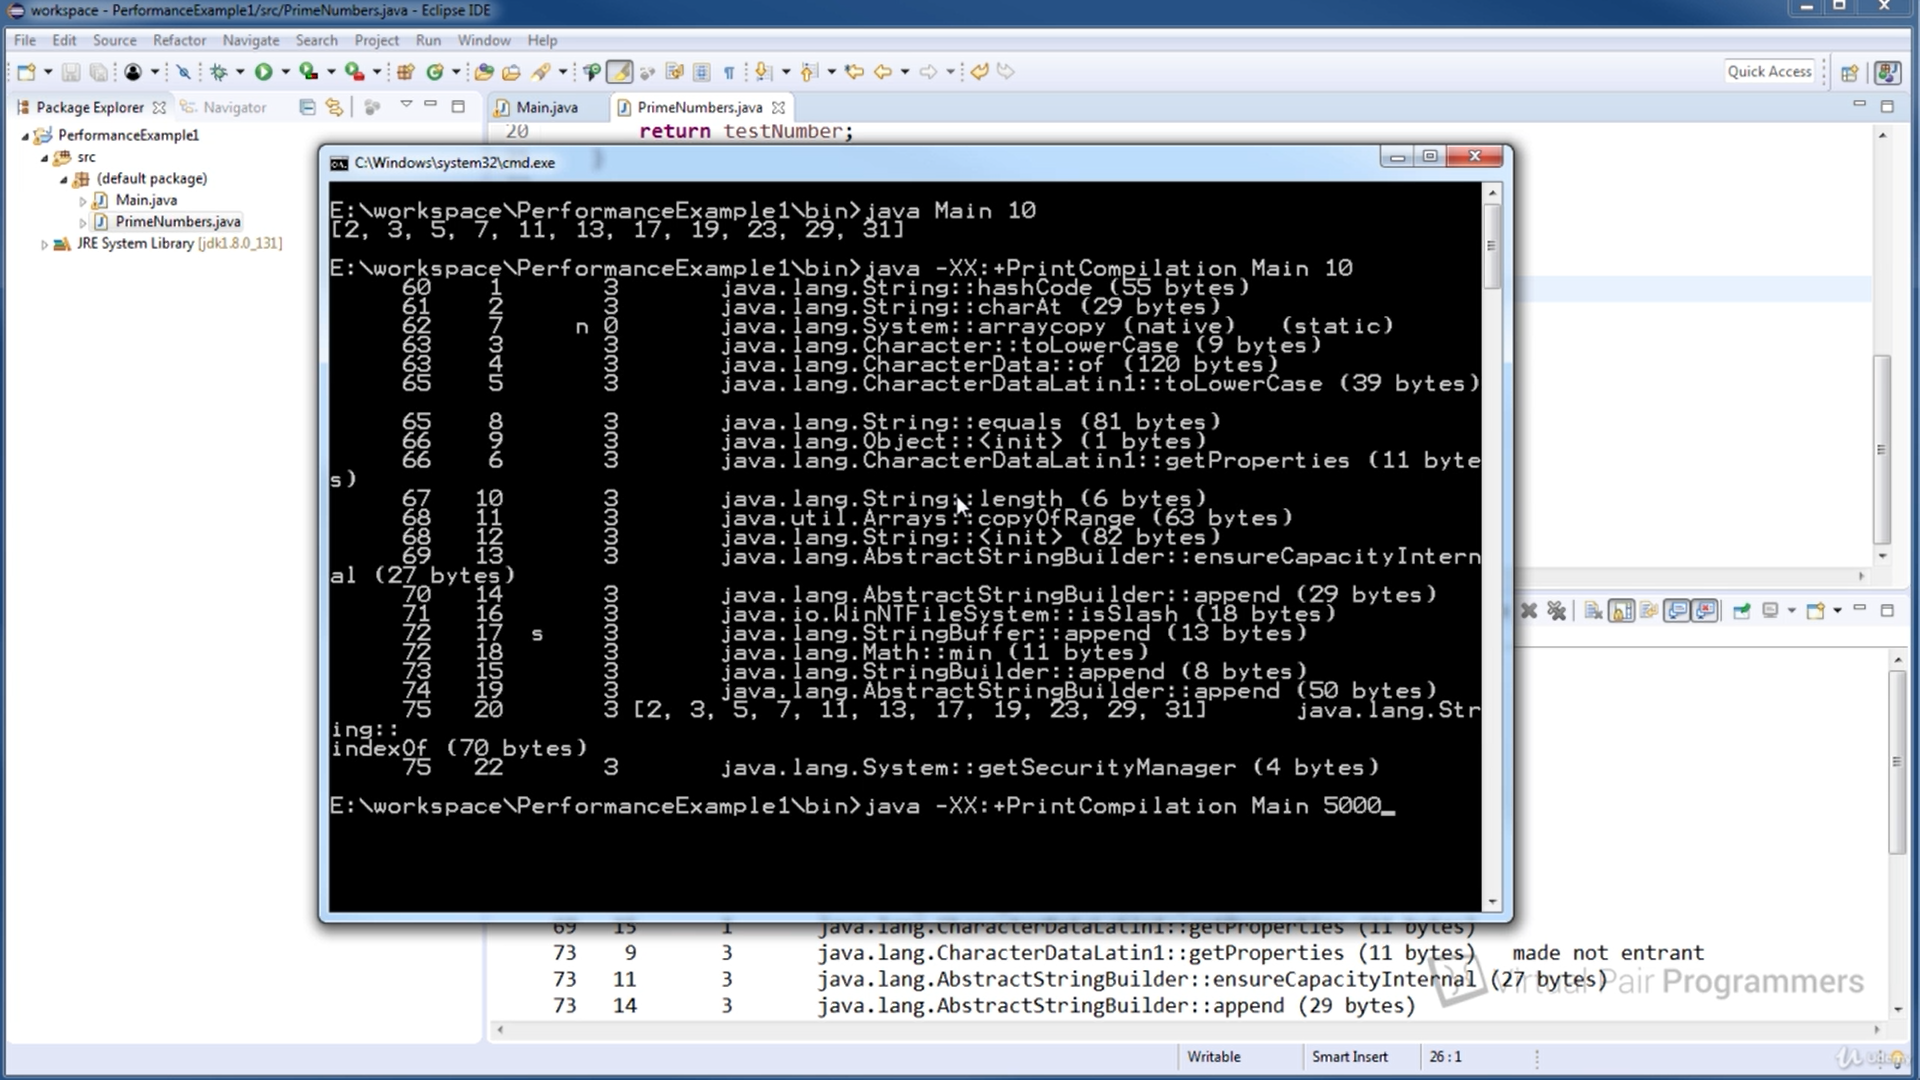 workspace - PerformanceExample1/src/PrimeNumbers.java - Eclipse IDE
File Edit Source Refactor Navigate Search Project Run Window Help
Quick Access
Package Explorer Navigator
Main.java PrimeNumbers.java
PerformanceExample1
src
(default package)
Main.java
PrimeNumbers.java
JRE System Library [jdk1.8.0_131]
20 return testNumber;
}
C:\Windows\system32\cmd.exe
E:\workspace\PerformanceExample1\bin>java Main 10
[2, 3, 5, 7, 11, 13, 17, 19, 23, 29, 31]
E:\workspace\PerformanceExample1\bin>java -XX:+PrintCompilation Main 10
60 1 3 java.lang.String::hashCode (55 bytes)
61 2 3 java.lang.String::charAt (29 bytes)
62 7 n 0 java.lang.System::arraycopy (native) (static)
63 3 3 java.lang.Character::toLowerCase (9 bytes)
63 4 3 java.lang.CharacterData::of (120 bytes)
65 5 3 java.lang.CharacterDataLatin1::toLowerCase (39 bytes)
65 8 3 java.lang.String::equals (81 bytes)
66 9 3 java.lang.Object::<init> (1 bytes)
66 6 3 java.lang.CharacterDataLatin1::getProperties (11 byte
s)
67 10 3 java.lang.String::length (6 bytes)
68 11 3 java.util.Arrays::copyOfRange (63 bytes)
68 12 3 java.lang.String::<init> (82 bytes)
69 13 3 java.lang.AbstractStringBuilder::ensureCapacityIntern
al (27 bytes)
70 14 3 java.lang.AbstractStringBuilder::append (29 bytes)
71 16 3 java.io.WinNTFileSystem::isSlash (18 bytes)
72 17 s 3 java.lang.StringBuffer::append (13 bytes)
72 18 3 java.lang.Math::min (11 bytes)
73 15 3 java.lang.StringBuilder::append (8 bytes)
74 19 3 java.lang.AbstractStringBuilder::append (50 bytes)
75 20 3 [2, 3, 5, 7, 11, 13, 17, 19, 23, 29, 31] java.lang.Str
ing::
indexOf (70 bytes)
75 22 3 java.lang.System::getSecurityManager (4 bytes)
E:\workspace\PerformanceExample1\bin>java -XX:+PrintCompilation Main 5000_
69 15 1 java.lang.CharacterDataLatin1::getProperties (11 bytes)
73 9 3 java.lang.CharacterDataLatin1::getProperties (11 bytes) made not entrant
73 11 3 java.lang.AbstractStringBuilder::ensureCapacityInternal (27 bytes)
73 14 3 java.lang.AbstractStringBuilder::append (29 bytes)
Virtual Pair Programmers
Writable Smart Insert 26 : 1